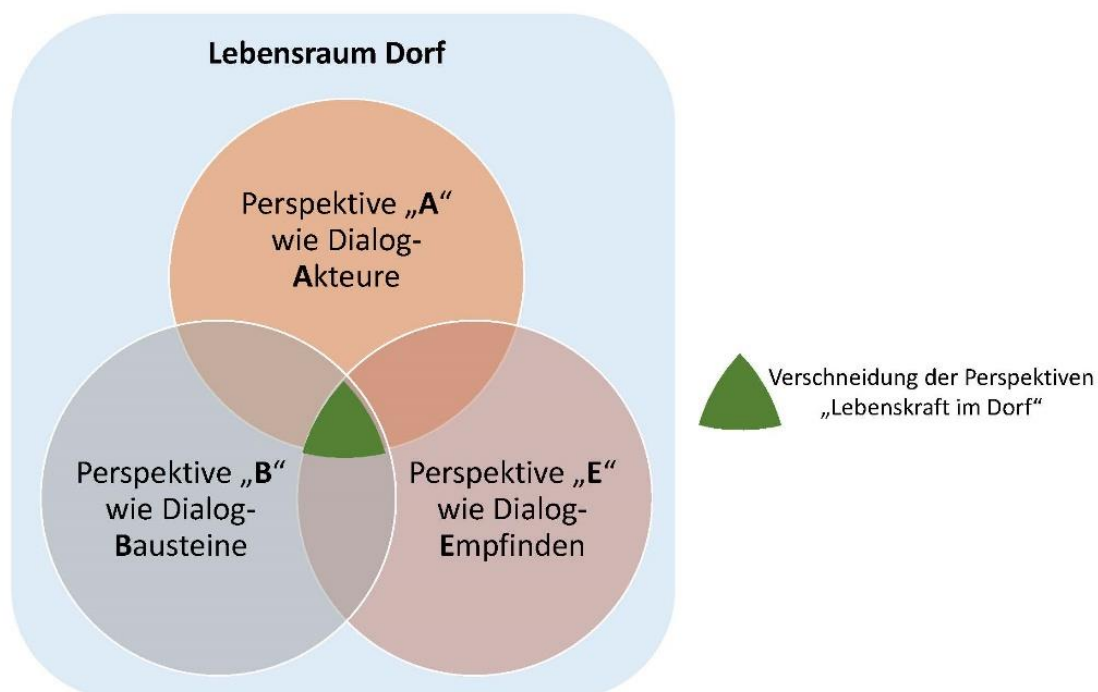 Lebensraum Dorf
Perspektive „A“
wie Dialog-
Akteure
Perspektive „B“
wie Dialog-
Bausteine
Perspektive „E“
wie Dialog-
Empfinden
Verschneidung der Perspektiven
„Lebenskraft im Dorf“